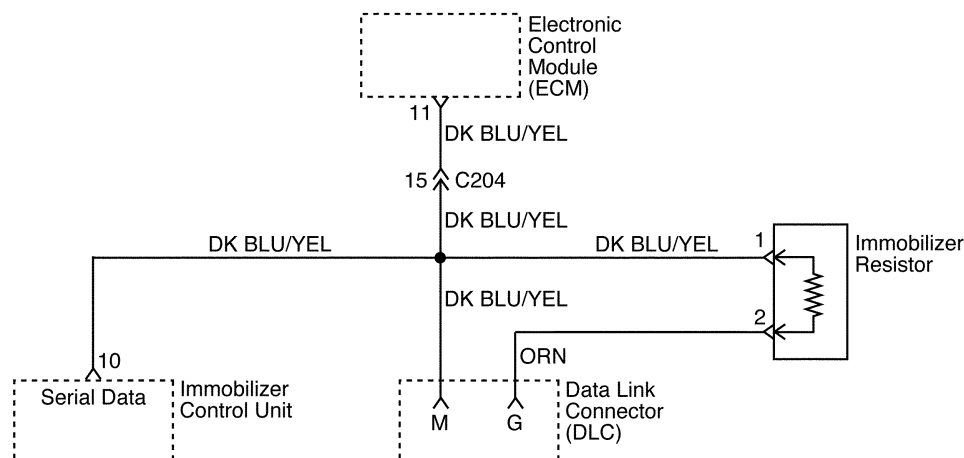 Electronic
Control
Module
(ECM)
11
DK BLU/YEL
15 C204
DK BLU/YEL
DK BLU/YEL
DK BLU/YEL
1
Immobilizer
Resistor
DK BLU/YEL
2
ORN
10
Serial Data
Immobilizer
Control Unit
M
G
Data Link
Connector
(DLC)